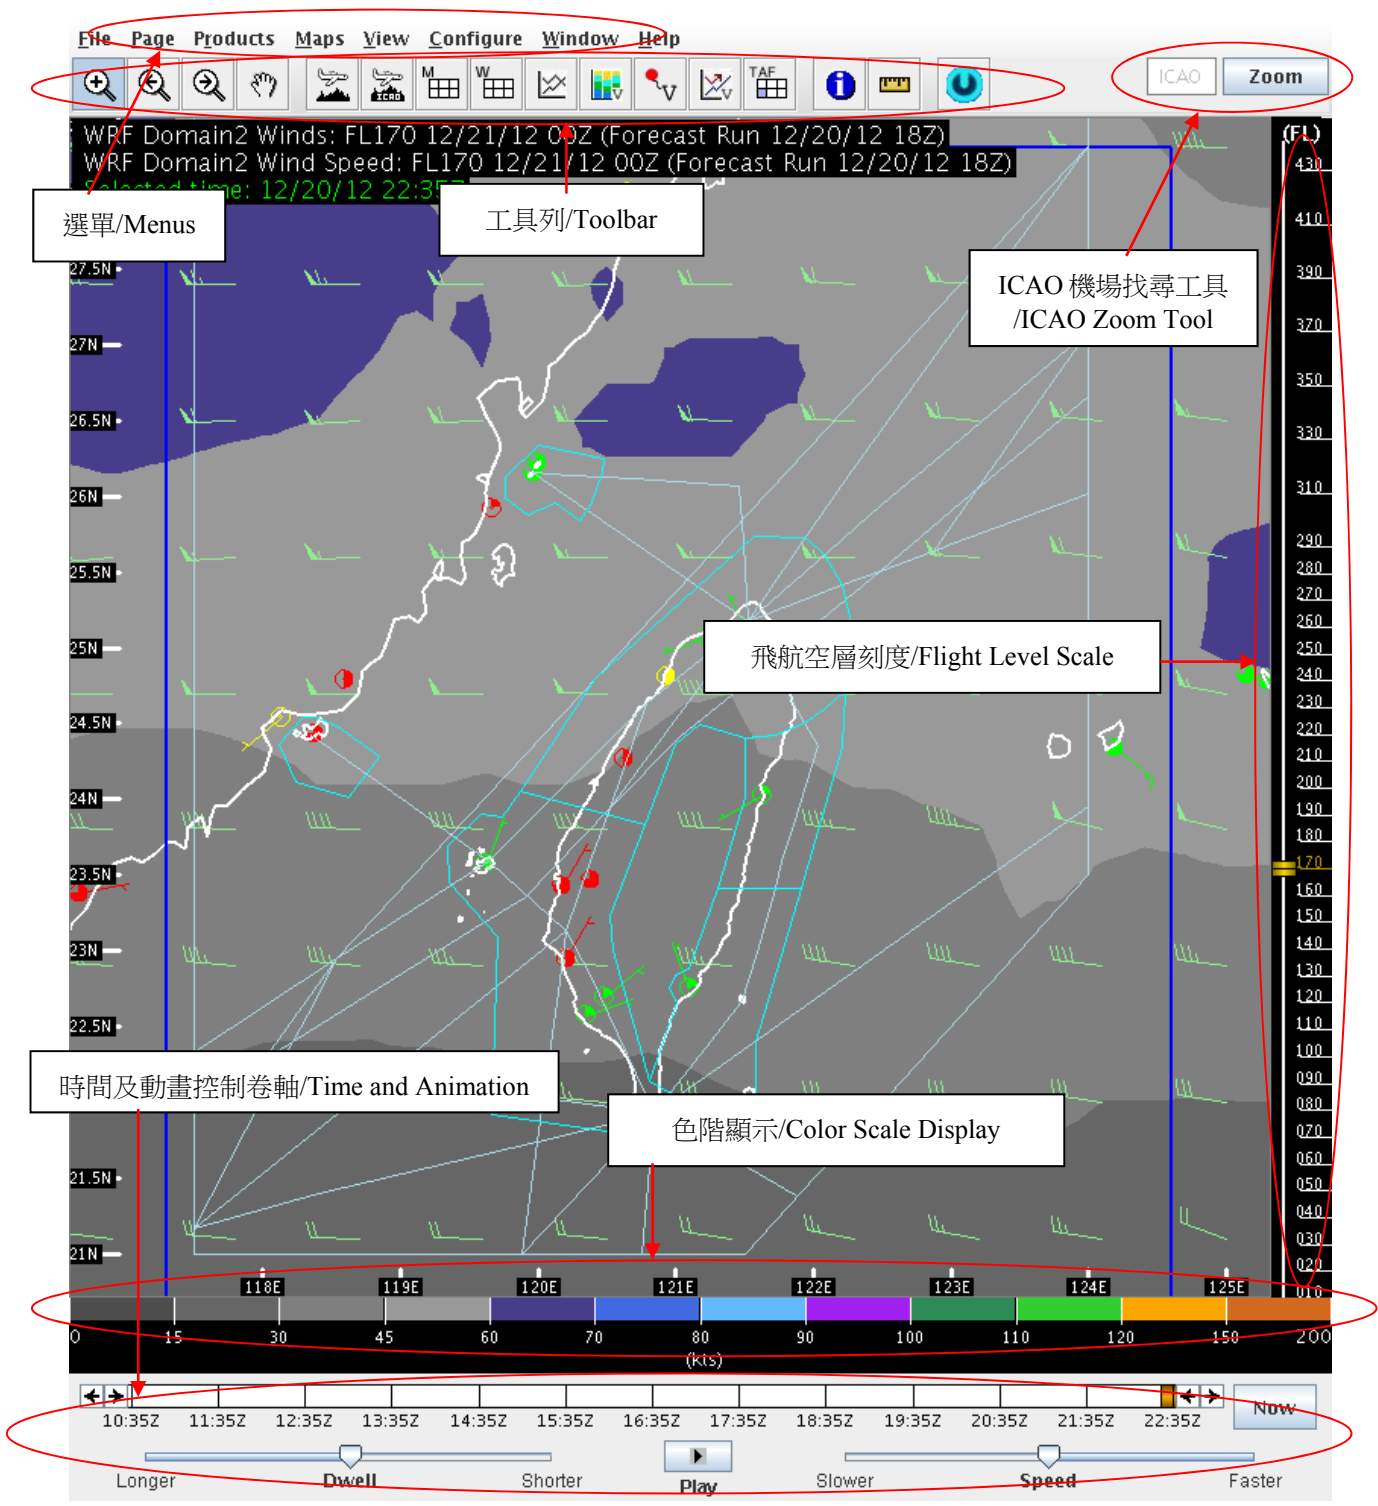 File Page Products Maps View Configure Window Help
ICAO Zoom
M W TAF
ICAO V V V
WRF Domain2 Winds: FL170 12/21/12 00Z (Forecast Run 12/20/12 18Z)
WRF Domain2 Wind Speed: FL170 12/21/12 00Z (Forecast Run 12/20/12 18Z)
Selected time: 12/20/12 22:35Z
選單/Menus
工具列/Toolbar
ICAO 機場找尋工具
/ICAO Zoom Tool
飛航空層刻度/Flight Level Scale
時間及動畫控制卷軸/Time and Animation
色階顯示/Color Scale Display
27.5N
27N
26.5N
26N
25.5N
25N
24.5N
24N
23.5N
23N
22.5N
21.5N
21N
118E 119E 120E 121E 122E 123E 124E 125E
(FL)
430
410
390
370
350
330
310
290
280
270
260
250
240
230
220
210
200
190
180
170
160
150
140
130
120
110
100
090
080
070
060
050
040
030
020
010
0 15 30 45 60 70 80 90 100 110 120 150 200
(kts)
10:35Z 11:35Z 12:35Z 13:35Z 14:35Z 15:35Z 16:35Z 17:35Z 18:35Z 19:35Z 20:35Z 21:35Z 22:35Z
Now
Longer Dwell Shorter Play Slower Speed Faster